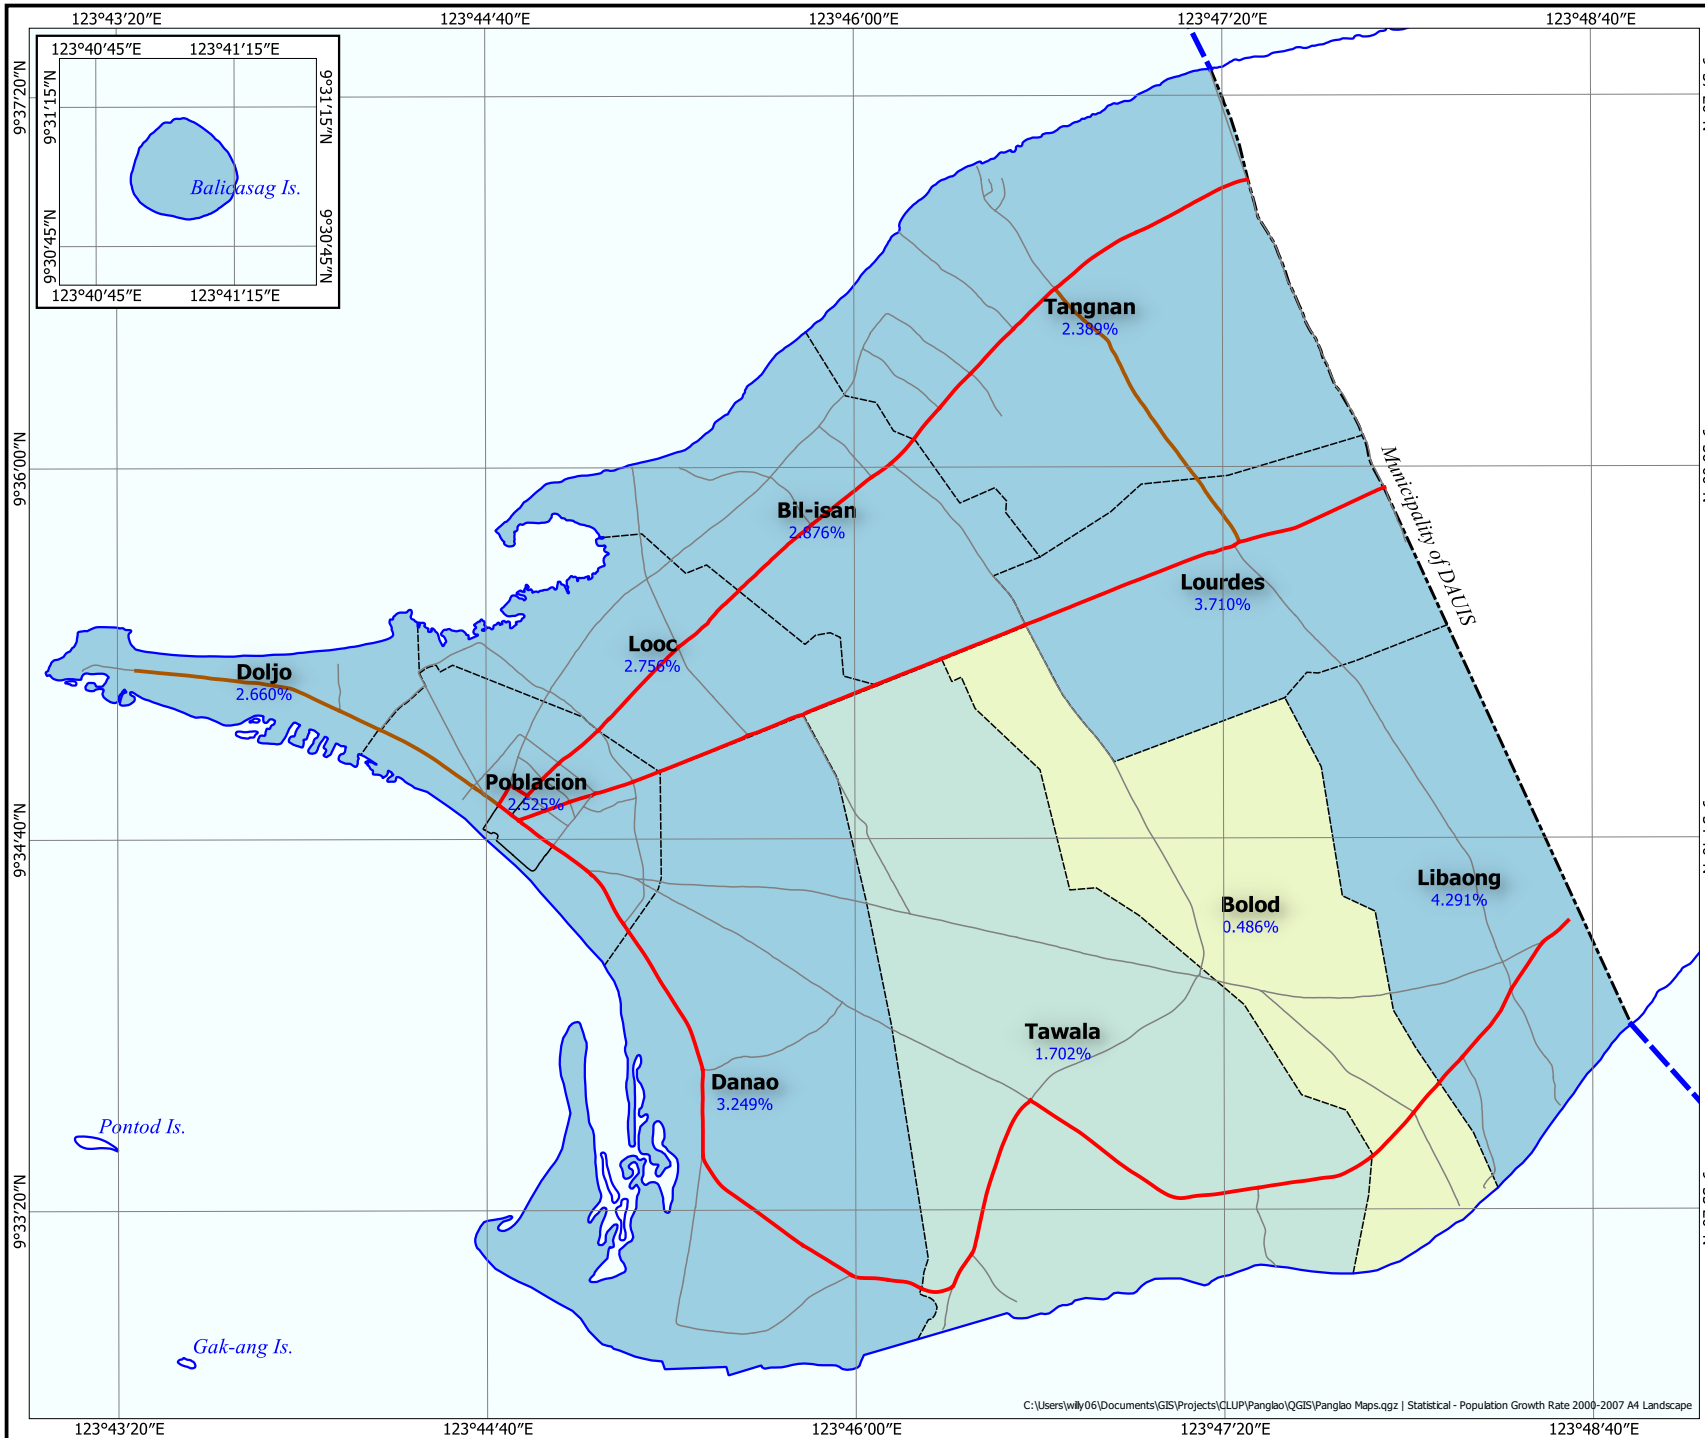 123°43'20"E 123°44'40"E 123°46'00"E 123°47'20"E 123°48'40"E
123°40'45"E 123°41'15"E
9°31'15"N
9°31'15"N
9°30'45"N
9°30'45"N
Balicasag Is.
123°40'45"E 123°41'15"E
9°37'20"N
9°36'00"N
9°34'40"N
9°33'20"N
Tangnan
2.389%
Municipality of DAUIS
Bil-isan
2.876%
Lourdes
3.710%
Looc
2.756%
Doljo
2.660%
Poblacion
2.525%
Libaong
4.291%
Bolod
0.486%
Tawala
1.702%
Danao
3.249%
Pontod Is.
Gak-ang Is.
C:\Users\willy06\Documents\GIS\Projects\CLUP\Panglao\QGIS\Panglao Maps.qgz | Statistical - Population Growth Rate 2000-2007 A4 Landscape
123°43'20"E 123°44'40"E 123°46'00"E 123°47'20"E 123°48'40"E